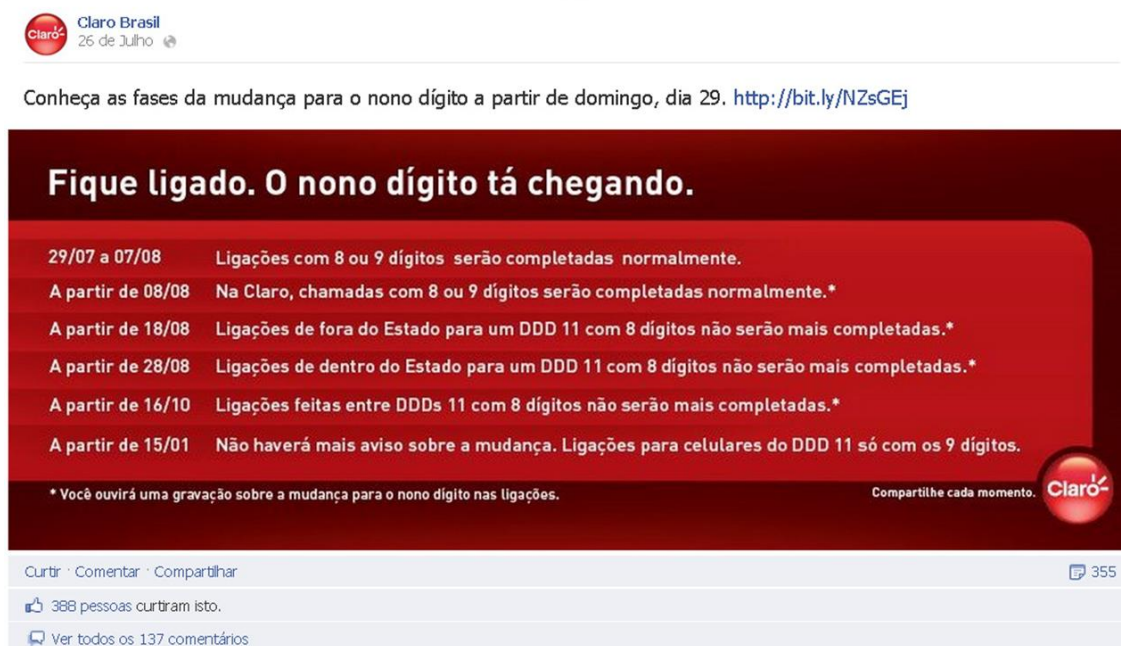 Claro Brasil
26 de Julho
Conheça as fases da mudança para o nono dígito a partir de domingo, dia 29. http://bit.ly/NZsGEj
Fique ligado. O nono dígito tá chegando.
29/07 a 07/08 Ligações com 8 ou 9 dígitos serão completadas normalmente.
A partir de 08/08 Na Claro, chamadas com 8 ou 9 dígitos serão completadas normalmente.*
A partir de 18/08 Ligações de fora do Estado para um DDD 11 com 8 dígitos não serão mais completadas.*
A partir de 28/08 Ligações de dentro do Estado para um DDD 11 com 8 dígitos não serão mais completadas.*
A partir de 16/10 Ligações feitas entre DDDs 11 com 8 dígitos não serão mais completadas.*
A partir de 15/01 Não haverá mais aviso sobre a mudança. Ligações para celulares do DDD 11 só com os 9 dígitos.
* Você ouvirá uma gravação sobre a mudança para o nono dígito nas ligações. Compartilhe cada momento. Claro
Curtir · Comentar · Compartilhar 355
388 pessoas curtiram isto.
Ver todos os 137 comentários